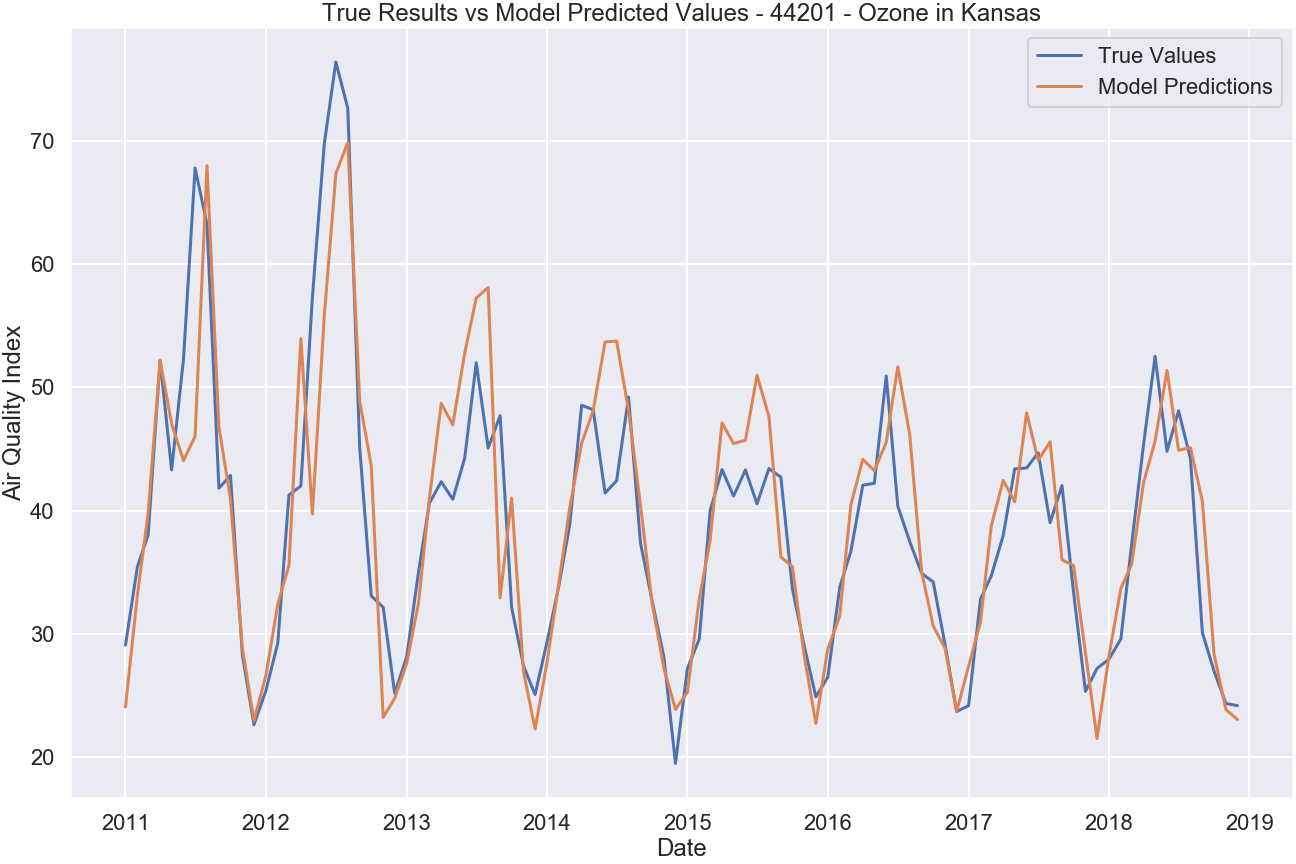 True Results vs Model Predicted Values - 44201 - Ozone in Kansas
True Values
Model Predictions
Air Quality Index
70
60
50
40
30
20
2011 2012 2013 2014 2015 2016 2017 2018 2019
Date